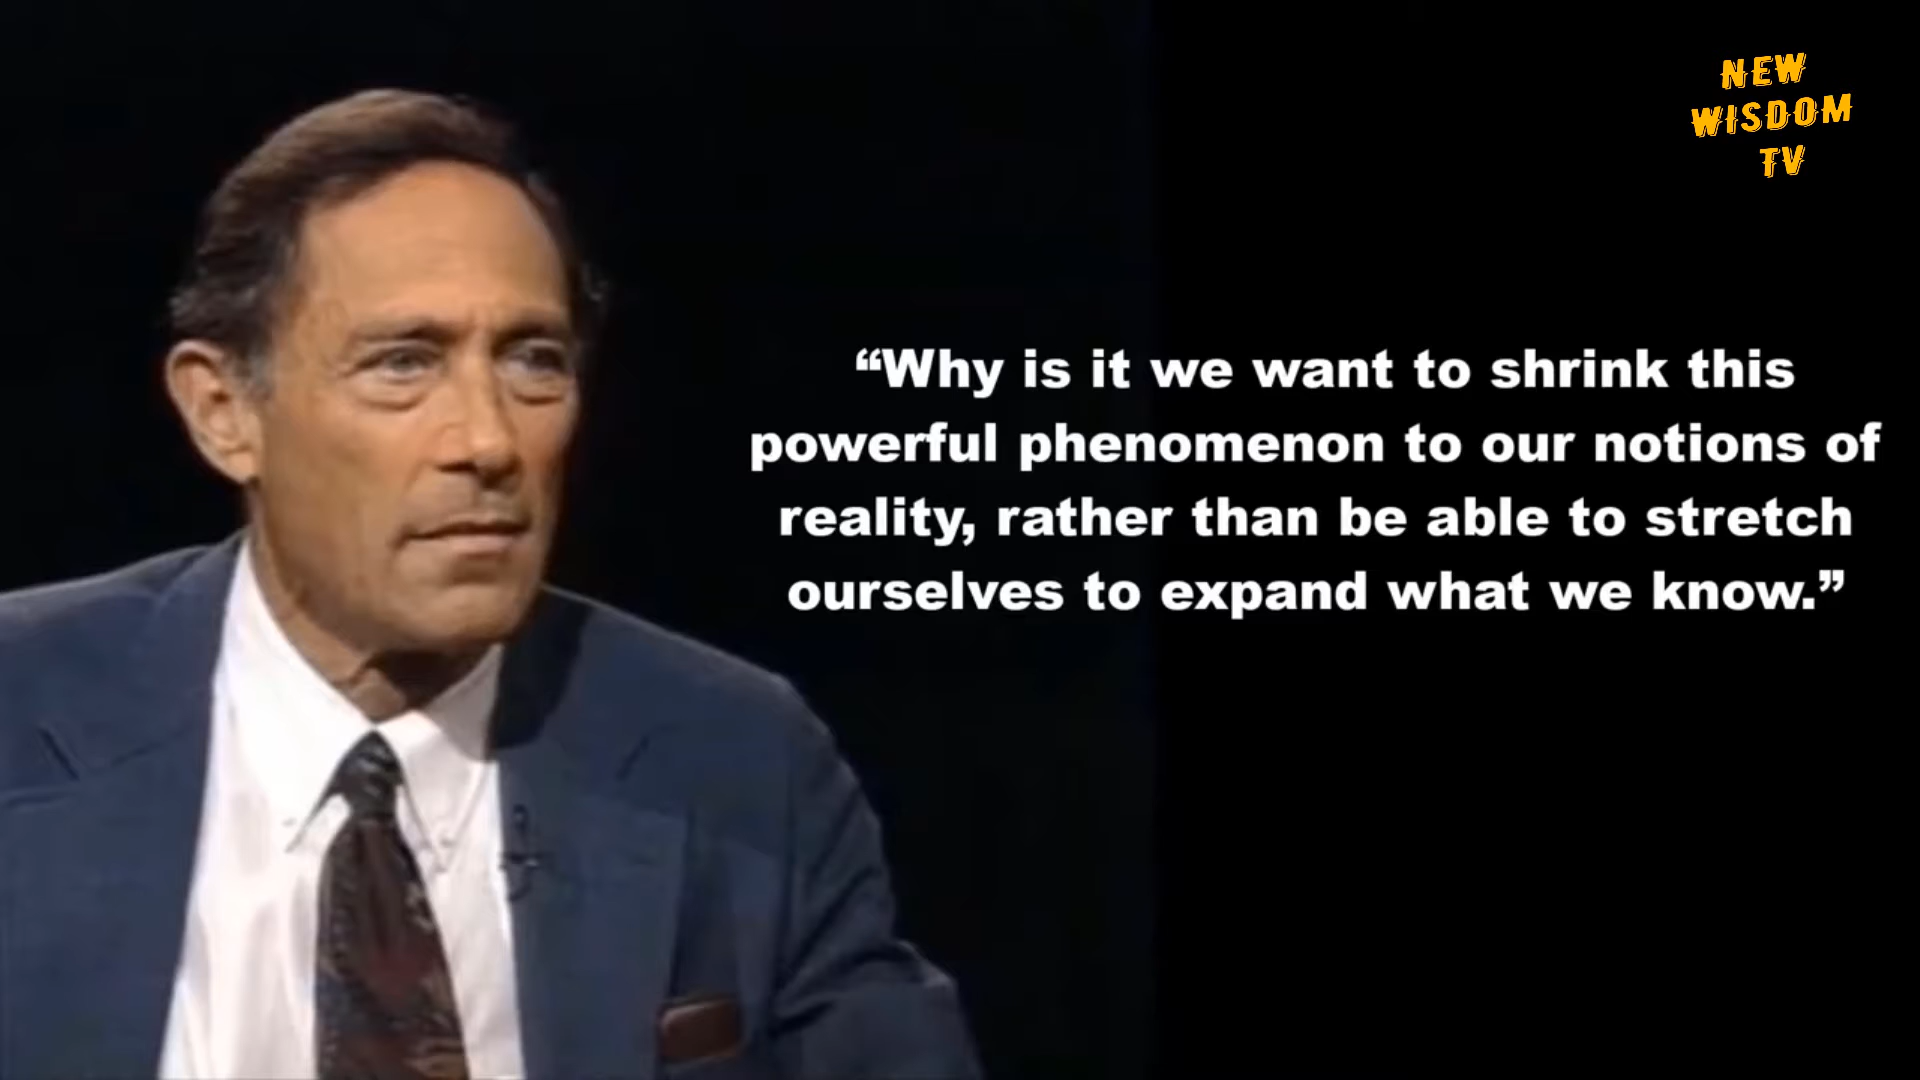 NEW
WISDOM
TV
“Why is it we want to shrink this
powerful phenomenon to our notions of
reality, rather than be able to stretch
ourselves to expand what we know.”